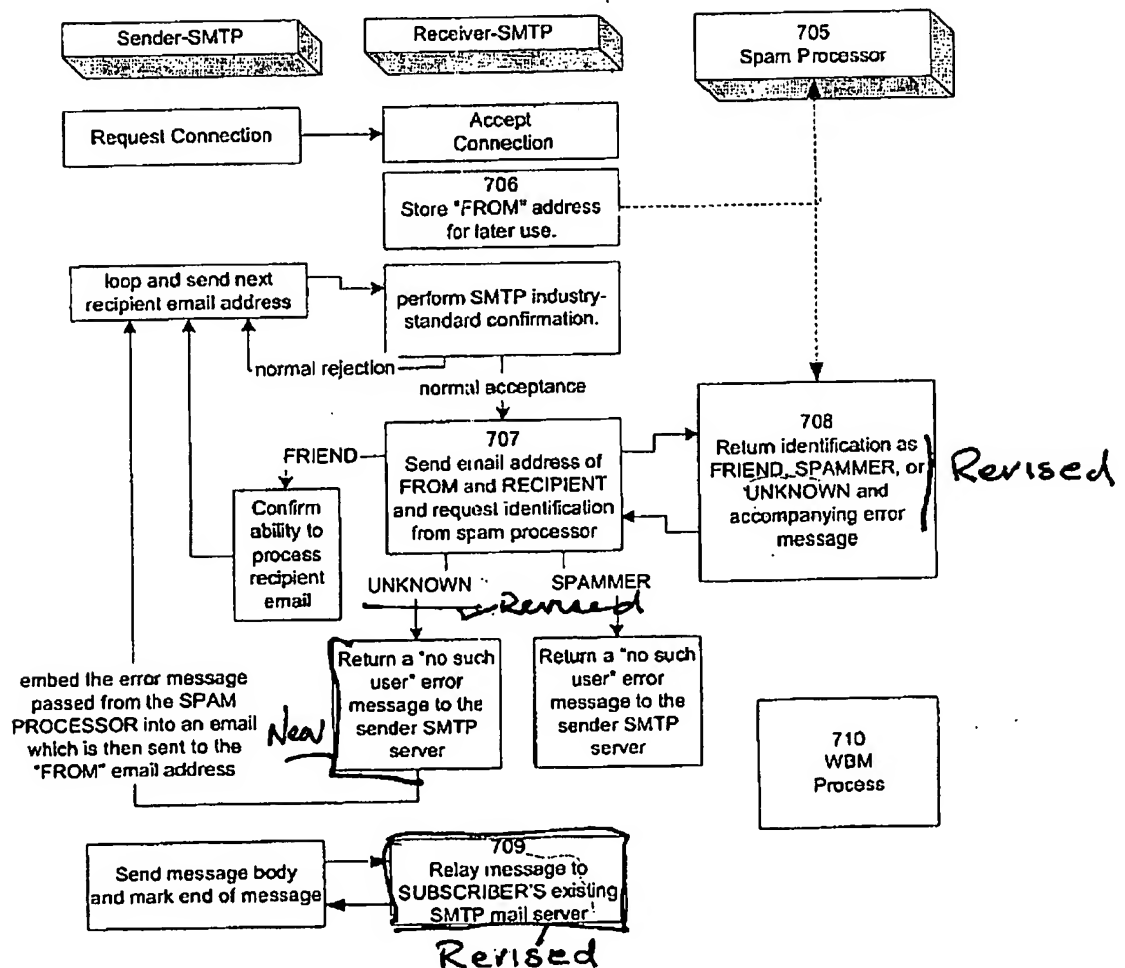 Sender-SMTP
Receiver-SMTP
705
Spam Processor
Request Connection
Accept
Connection
706
Store "FROM" address
for later use.
loop and send next
recipient email address
perform SMTP industry-
standard confirmation.
normal rejection
normal acceptance
707
Send email address of
FROM and RECIPIENT
and request identification
from spam processor
FRIEND
708
Return identification as
FRIEND, SPAMMER, or
UNKNOWN and
accompanying error
message
Revised
Confirm
ability to
process
recipient
email
UNKNOWN
SPAMMER
Revised
embed the error message
passed from the SPAM
PROCESSOR into an email
which is then sent to the
"FROM" email address
New
Return a "no such
user" error
message to the
sender SMTP
server
Return a "no such
user" error
message to the
sender SMTP
server
710
WBM
Process
Send message body
and mark end of message
709
Relay message to
SUBSCRIBER'S existing
SMTP mail server
Revised